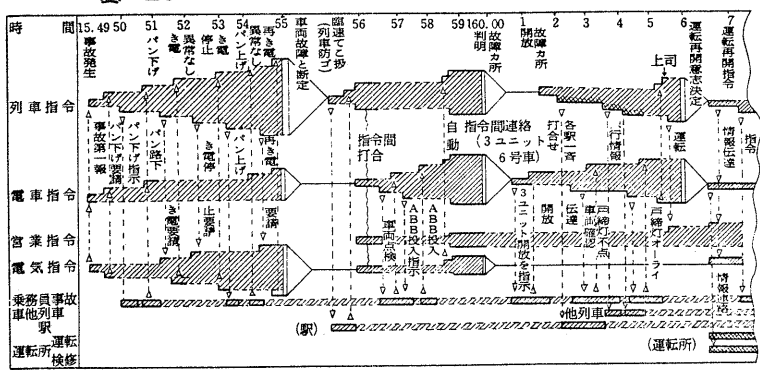 時間 15.49 50 51 52 53 54 55 56 57 58 59 160.00 1 2 3 4 5 6 7
事故発生
パン下げ
き電
異常なし
停止
き電
パン上げ
異常なし
再き電
車両故障と断定
(列車防ゴ)
判明
故障カ所
開放
故障カ所
上司
運転再開意志決定
運転再開指令
列車指令
事故第一報
パン下げ要請
パン下げ指示
パン降下
き電停
パン上げ
再き電
指令間
打合
自動
指令間連絡
(3ユニット
6号車)
打合せ
各駅一斉
行情報
運転
情報伝達
指令
電車指令
き電要請
止要請
要請
車両点検
ABB投入指示
ABB投入
3ユニット開放を指示
開放
伝達
車両確認
戸締灯不点
戸締灯オーライ
営業指令
電気指令
情報連絡
乗務員 事故
車 他列車
駅
(駅)
他列車
(運転所)
運転所 運転
検修